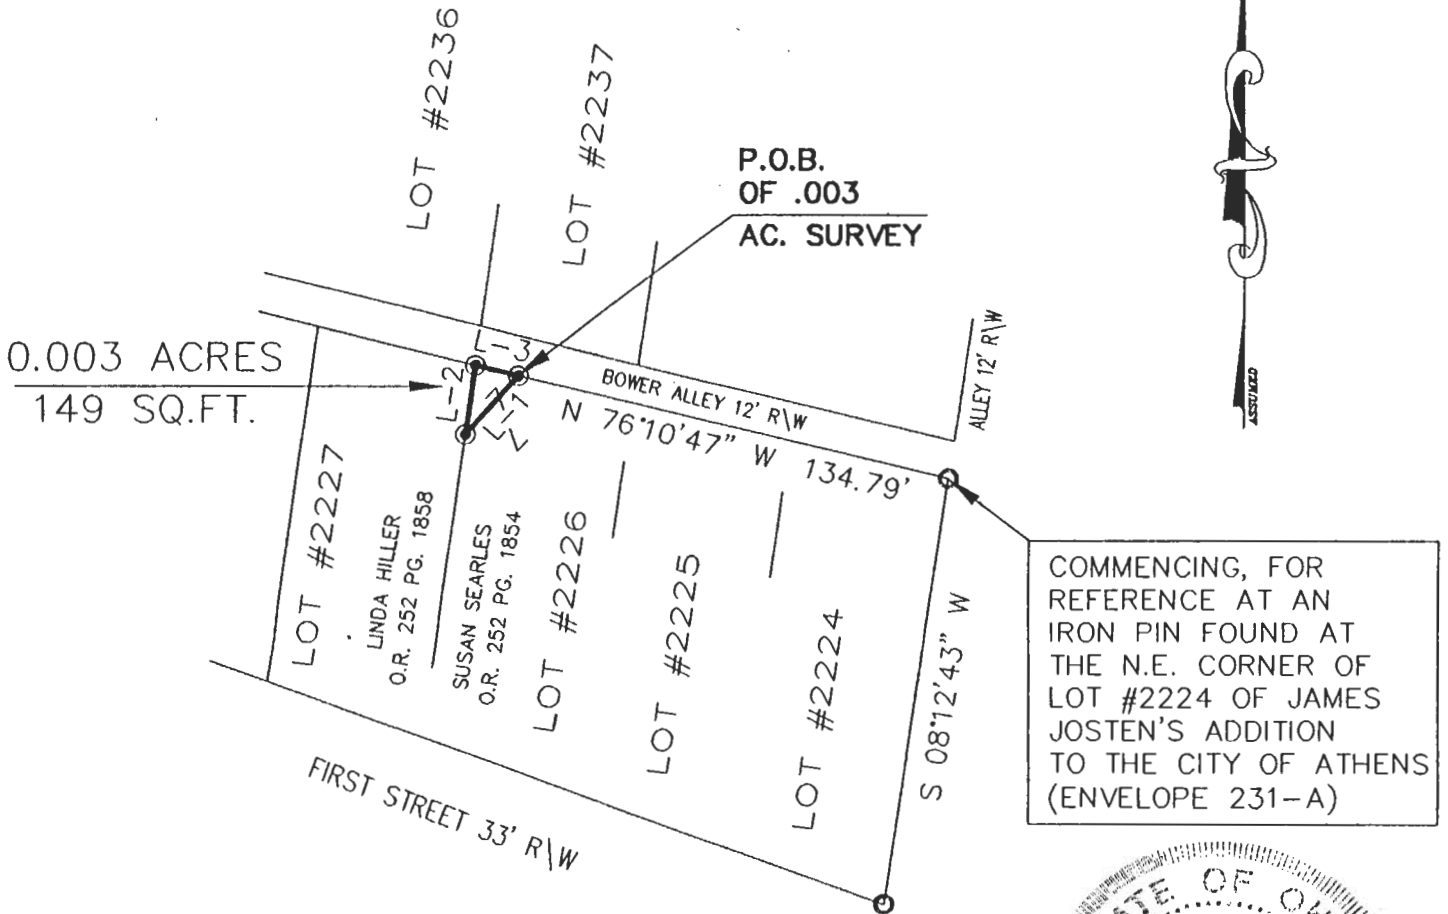 LOT #2236
LOT #2237
P.O.B.
OF .003
AC. SURVEY
0.003 ACRES
149 SQ.FT.
L-3
L-2
L-1
BOWER ALLEY 12' R\W
ALLEY 12' R\W
ASSUMED
N 76°10'47" W 134.79'
LOT #2227
LINDA HILLER
O.R. 252 PG. 1858
SUSAN SEARLES
O.R. 252 PG. 1854
LOT #2226
LOT #2225
LOT #2224
S 08°12'43" W
FIRST STREET 33' R\W
COMMENCING, FOR
REFERENCE AT AN
IRON PIN FOUND AT
THE N.E. CORNER OF
LOT #2224 OF JAMES
JOSTEN'S ADDITION
TO THE CITY OF ATHENS
(ENVELOPE 231-A)
OF